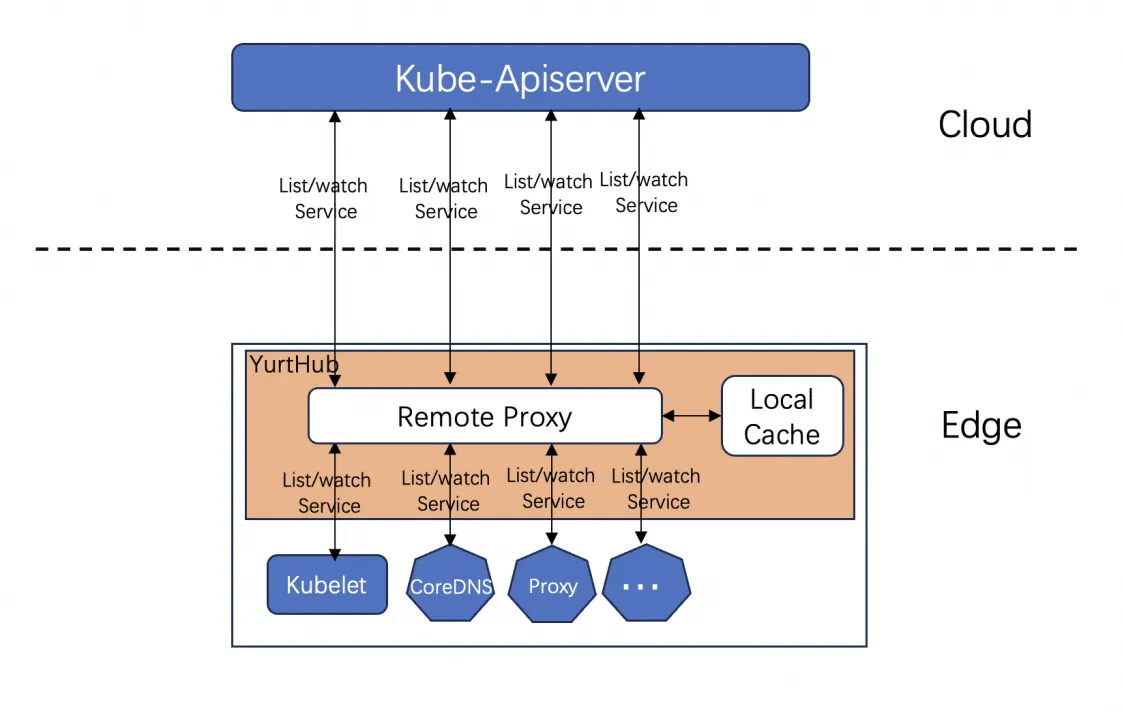 Kube-Apiserver
Cloud
List/watch
Service
List/watch
Service
List/watch
Service
List/watch
Service
YurtHub
Remote Proxy
Local
Cache
Edge
List/watch
Service
List/watch
Service
List/watch
Service
List/watch
Service
Kubelet
CoreDNS
Proxy
...